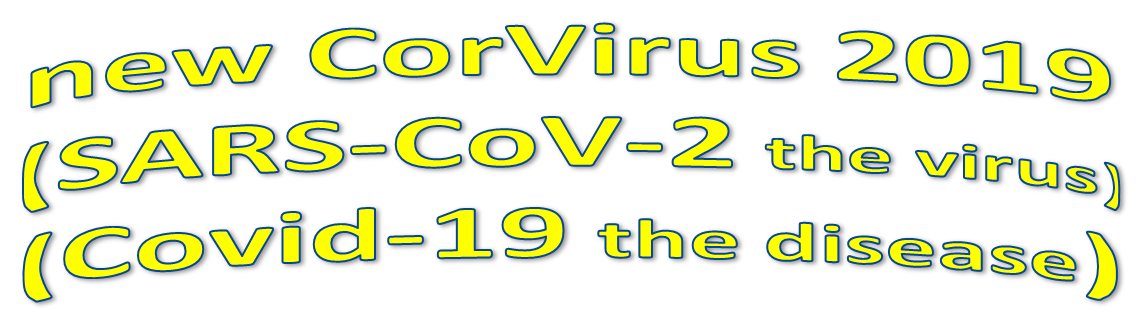 new CorVirus 2019
(SARS-CoV-2 the virus)
(Covid-19 the disease)